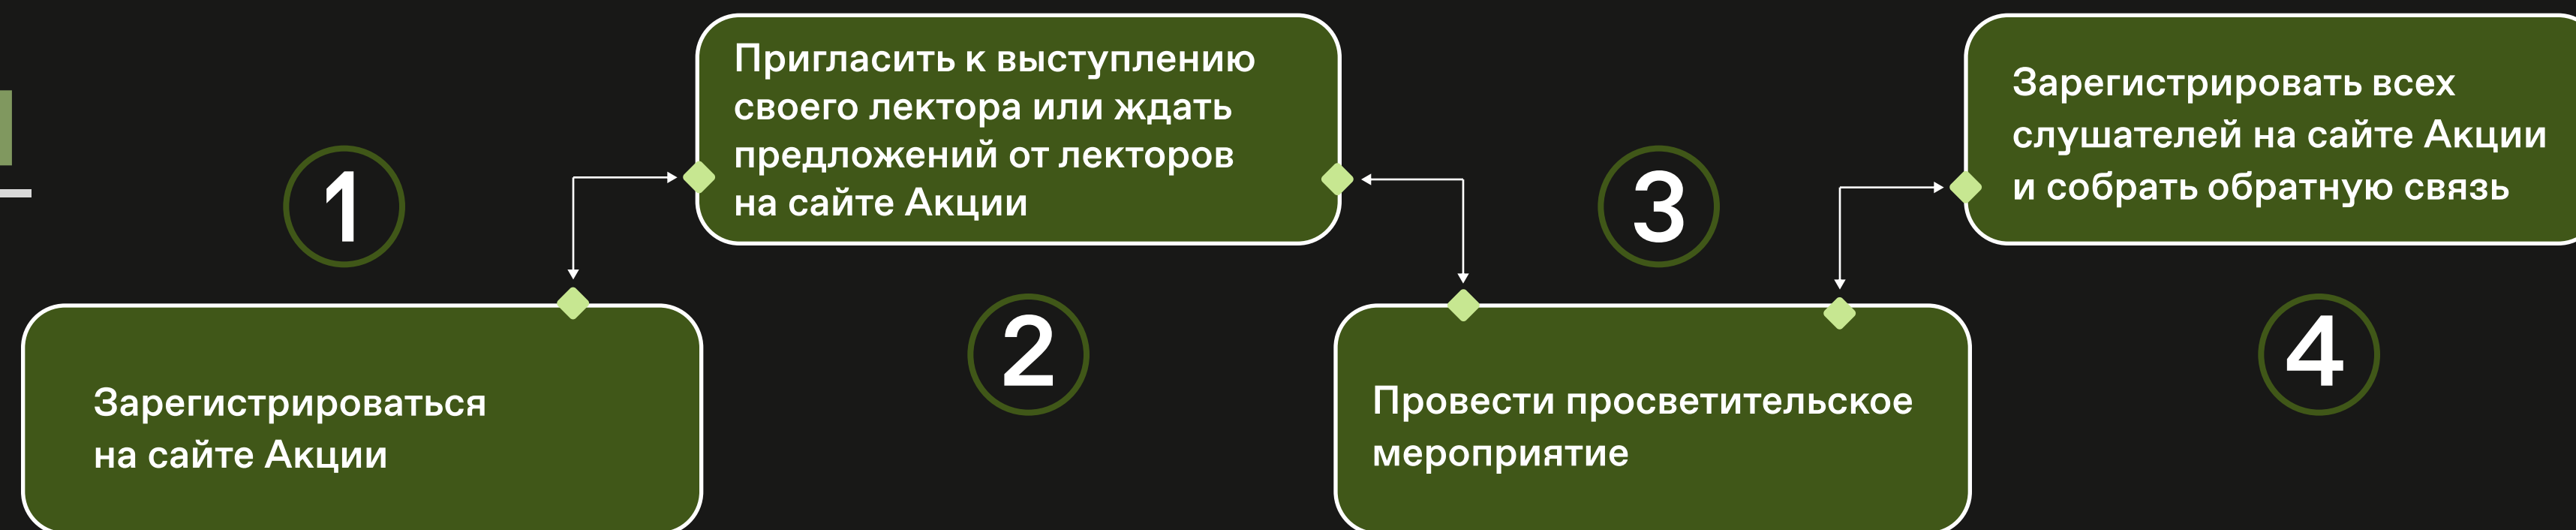 1
Зарегистрироваться
на сайте Акции
Пригласить к выступлению
своего лектора или ждать
предложений от лекторов
на сайте Акции
2
3
Провести просветительское
мероприятие
Зарегистрировать всех
слушателей на сайте Акции
и собрать обратную связь
4